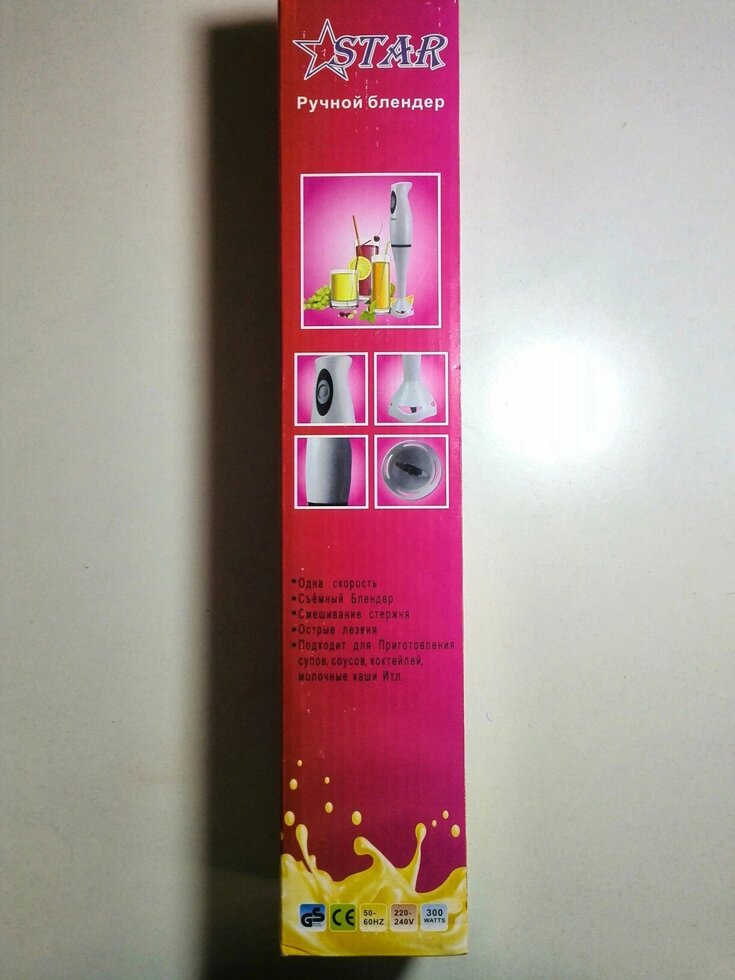 STAR
Ручной блендер
•Одна скорость
•Съёмный Блендер
•Смешивание стержня
•Острые лезвия
•Подходит для Приготовления
супов, соусов, коктейлей,
молочные каши Итл.
GS CE 50-60HZ 220-240V 300 WATTS